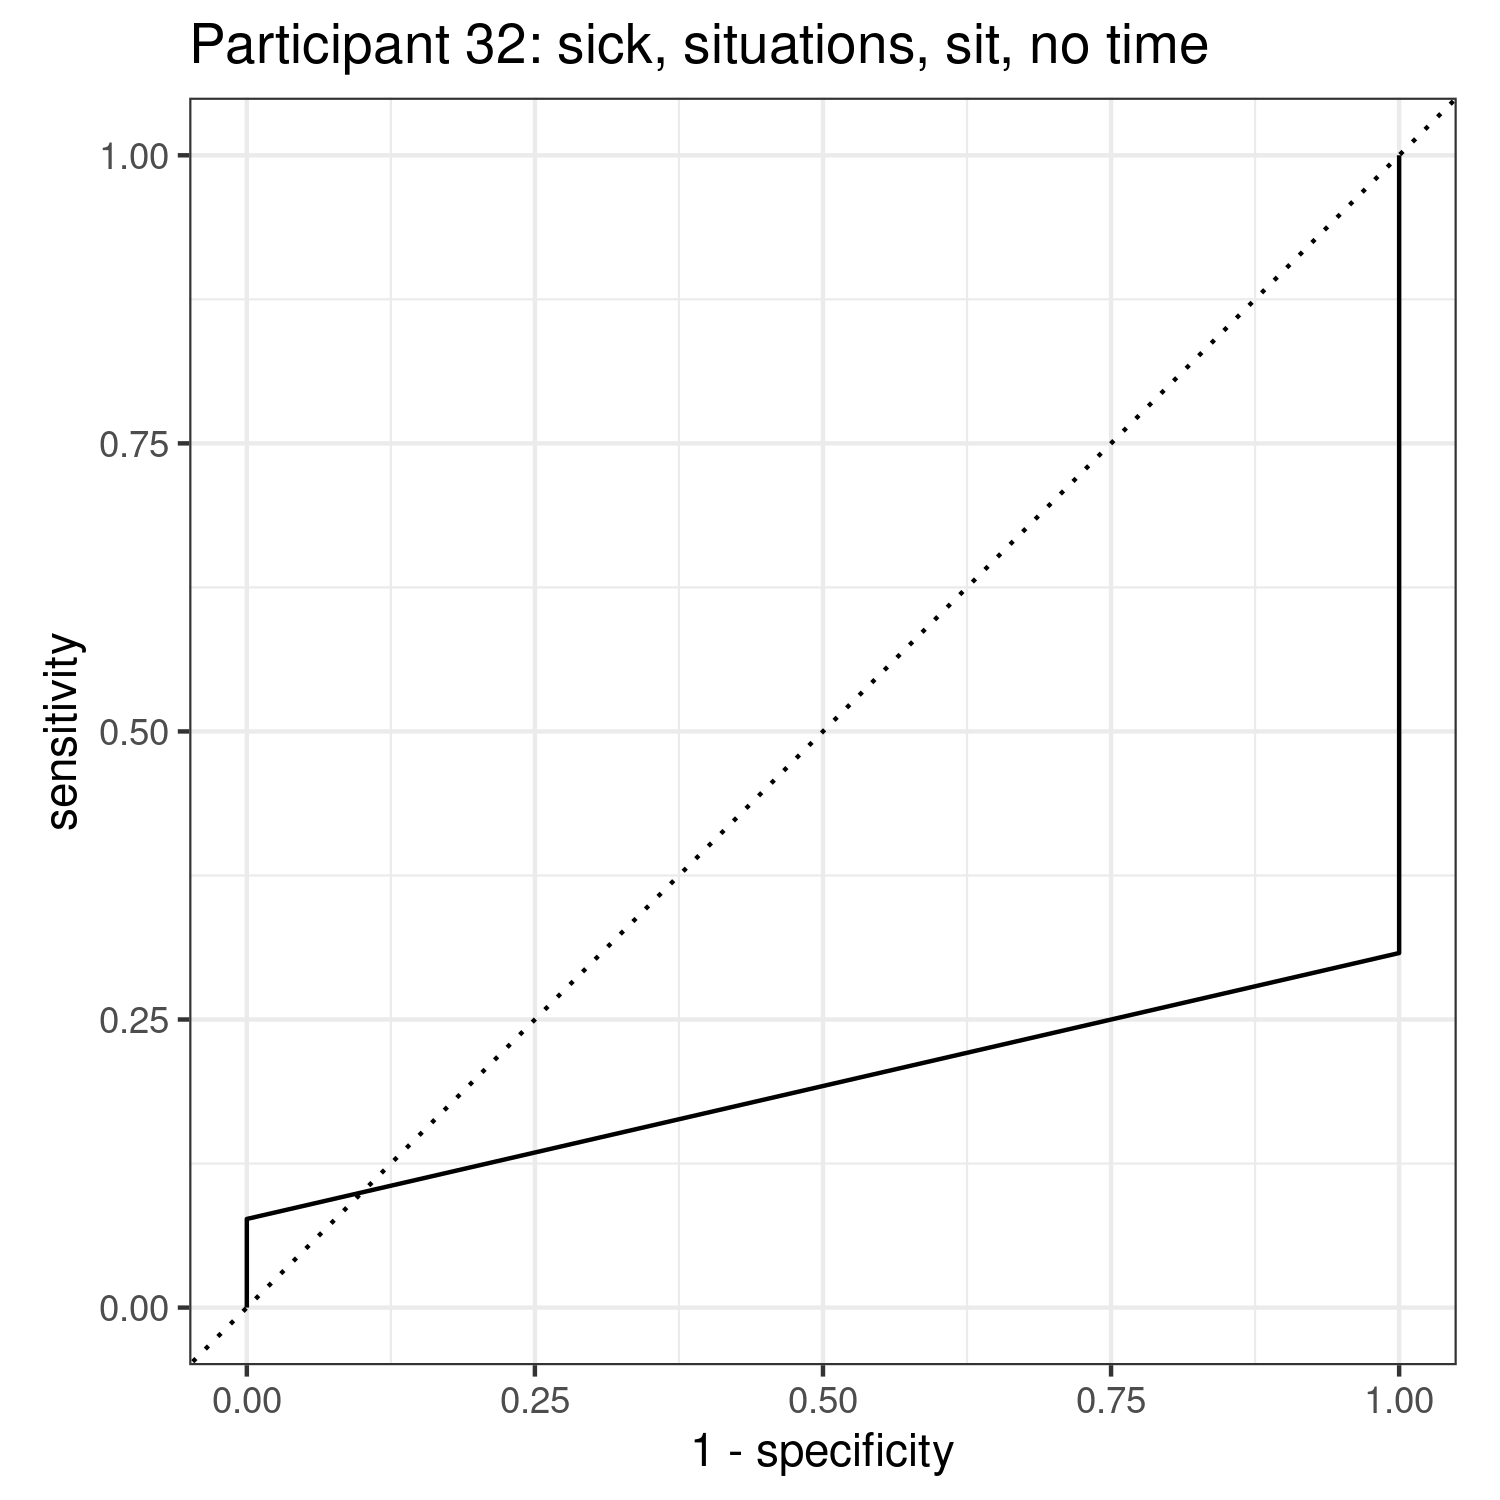 Participant 32: sick, situations, sit, no time
1.00
0.75
0.50
0.25
0.00
sensitivity
0.00 0.25 0.50 0.75 1.00
1 - specificity